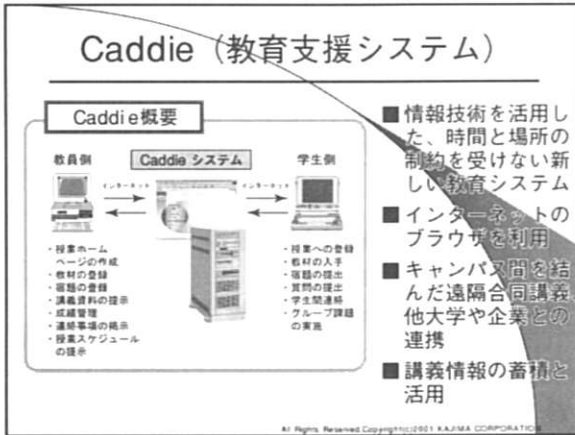 Caddie（教育支援システム）
Caddie概要
教員側
Caddie システム
学生側
インターネット
インターネット
・授業ホーム
ページの作成
・教材の登録
・宿題の登録
・講義資料の提示
・成績管理
・連絡事項の掲示
・授業スケジュール
の提示
・授業への登録
・教材の入手
・宿題の提出
・質問の提出
・学生間連絡
・グループ課題
の実施
■情報技術を活用し
た、時間と場所の
制約を受けない新
しい教育システム
■インターネットの
ブラウザを利用
■キャンパス間を結
んだ遠隔合同講義
他大学や企業との
連携
■講義情報の蓄積と
活用
All Rights Reserved.Copyright(c)2001 KAJIMA CORPORATION